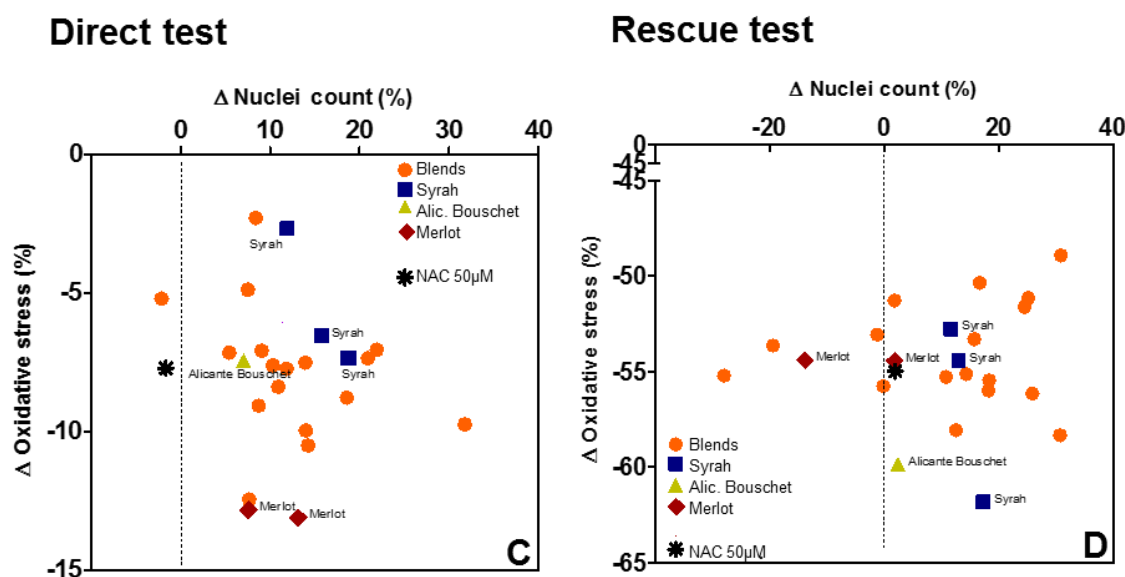 Direct test
Δ Nuclei count (%)
0 10 20 30 40
0
-5
-10
-15
Δ Oxidative stress (%)
Blends
Syrah
Alic. Bouschet
Merlot
NAC 50µM
Syrah
Syrah
Syrah
Alicante Bouschet
Merlot
Merlot
C
Rescue test
Δ Nuclei count (%)
-20 0 20 40
0
-45
-45
-50
-55
-60
-65
Δ Oxidative stress (%)
Syrah
Merlot
Merlot
Syrah
Alicante Bouschet
Syrah
Blends
Syrah
Alic. Bouschet
Merlot
NAC 50µM
D